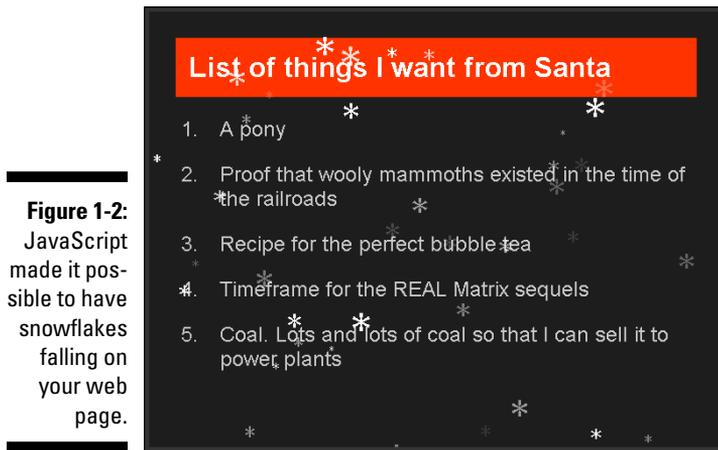 Figure 1-2:
JavaScript
made it pos-
sible to have
snowflakes
falling on
your web
page.
List of things I want from Santa
1. A pony
2. Proof that wooly mammoths existed in the time of
the railroads
3. Recipe for the perfect bubble tea
4. Timeframe for the REAL Matrix sequels
5. Coal. Lots and lots of coal so that I can sell it to
power plants